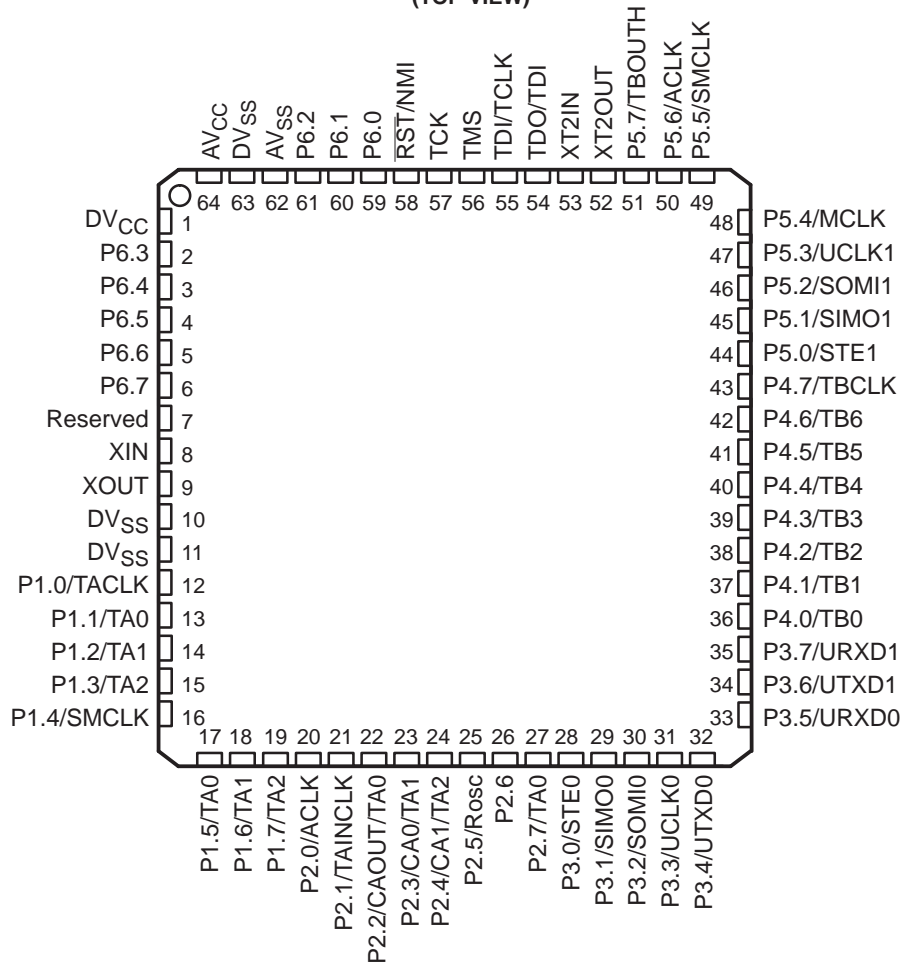 (TOP VIEW)
AVCC
DVSS
AVSS
P6.2
P6.1
P6.0
RST/NMI
TCK
TMS
TDI/TCLK
TDO/TDI
XT2IN
XT2OUT
P5.7/TBOUTH
P5.6/ACLK
P5.5/SMCLK
64 63 62 61 60 59 58 57 56 55 54 53 52 51 50 49
DVCC 1
P6.3 2
P6.4 3
P6.5 4
P6.6 5
P6.7 6
Reserved 7
XIN 8
XOUT 9
DVSS 10
DVSS 11
P1.0/TACLK 12
P1.1/TA0 13
P1.2/TA1 14
P1.3/TA2 15
P1.4/SMCLK 16
48 P5.4/MCLK
47 P5.3/UCLK1
46 P5.2/SOMI1
45 P5.1/SIMO1
44 P5.0/STE1
43 P4.7/TBCLK
42 P4.6/TB6
41 P4.5/TB5
40 P4.4/TB4
39 P4.3/TB3
38 P4.2/TB2
37 P4.1/TB1
36 P4.0/TB0
35 P3.7/URXD1
34 P3.6/UTXD1
33 P3.5/URXD0
17 18 19 20 21 22 23 24 25 26 27 28 29 30 31 32
P1.5/TA0
P1.6/TA1
P1.7/TA2
P2.0/ACLK
P2.1/TAINCLK
P2.2/CAOUT/TA0
P2.3/CA0/TA1
P2.4/CA1/TA2
P2.5/Rosc
P2.6
P2.7/TA0
P3.0/STE0
P3.1/SIMO0
P3.2/SOMI0
P3.3/UCLK0
P3.4/UTXD0